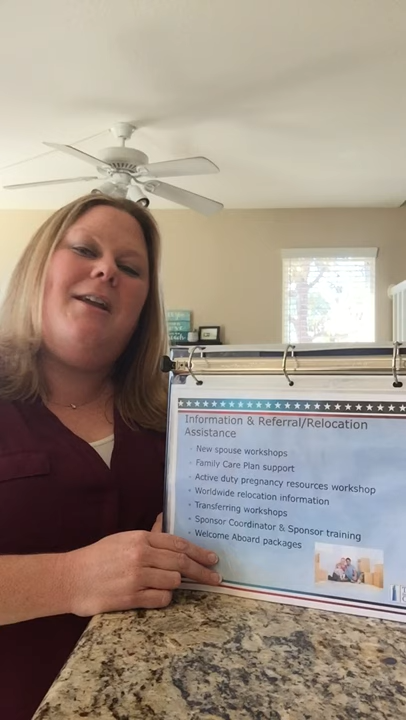 Information & Referral/Relocation
Assistance
New spouse workshops
Family Care Plan support
Active duty pregnancy resources workshop
Worldwide relocation information
Transferring workshops
Sponsor Coordinator & Sponsor training
Welcome Aboard packages